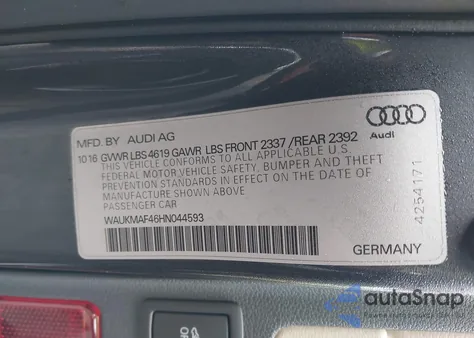 MFD. BY AUDI AG
1016 GVWR LBS 4619 GAWR LBS FRONT 2337 /REAR 2392
THIS VEHICLE CONFORMS TO ALL APPLICABLE U.S.
FEDERAL MOTOR VEHICLE SAFETY, BUMPER AND THEFT
PREVENTION STANDARDS IN EFFECT ON THE DATE OF
MANUFACTURE SHOWN ABOVE
PASSENGER CAR
WAUKMAF46HN044593
Audi
4254171
GERMANY
OFF
autoSnap